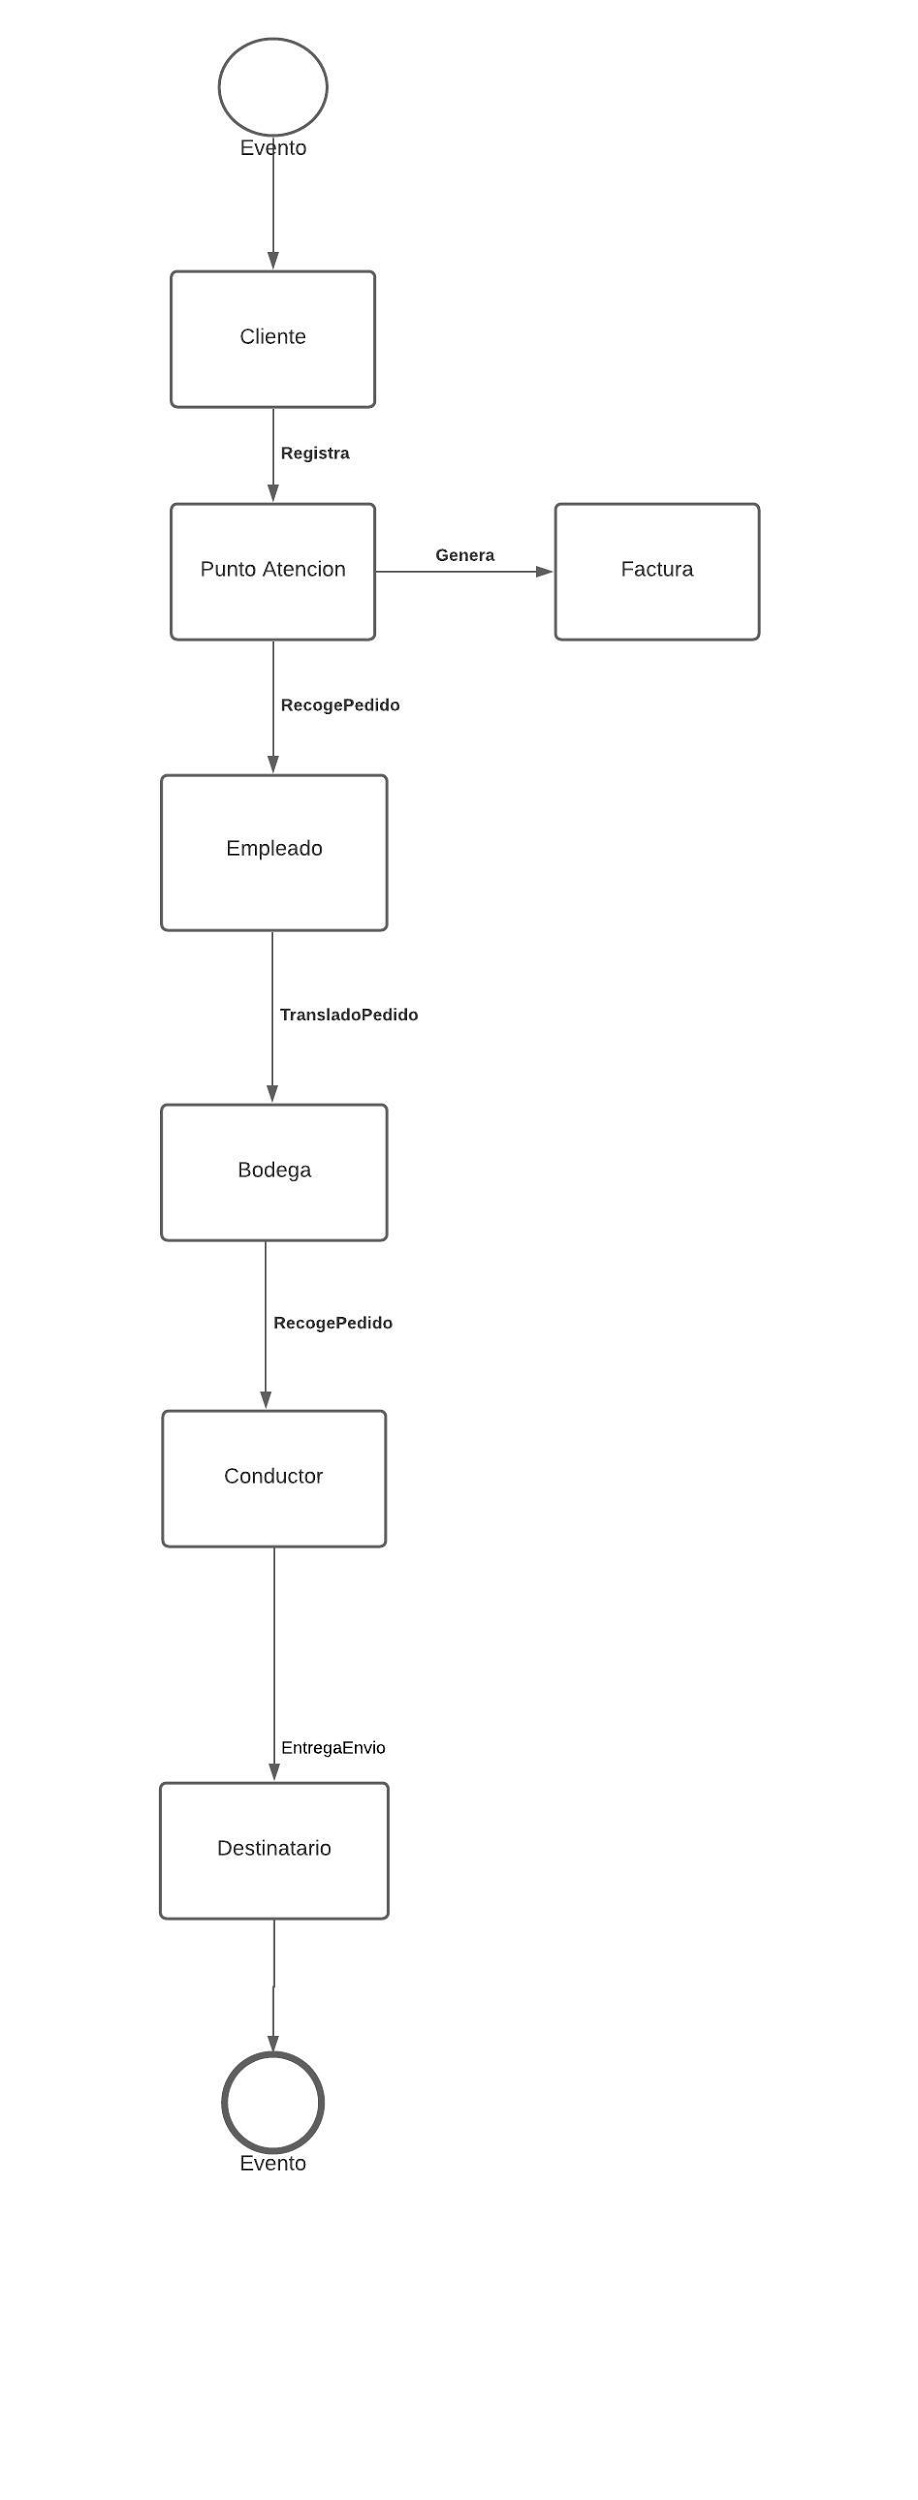 Evento
Cliente
Registra
Punto Atencion
Genera
Factura
RecogePedido
Empleado
TransladoPedido
Bodega
RecogePedido
Conductor
EntregaEnvio
Destinatario
Evento